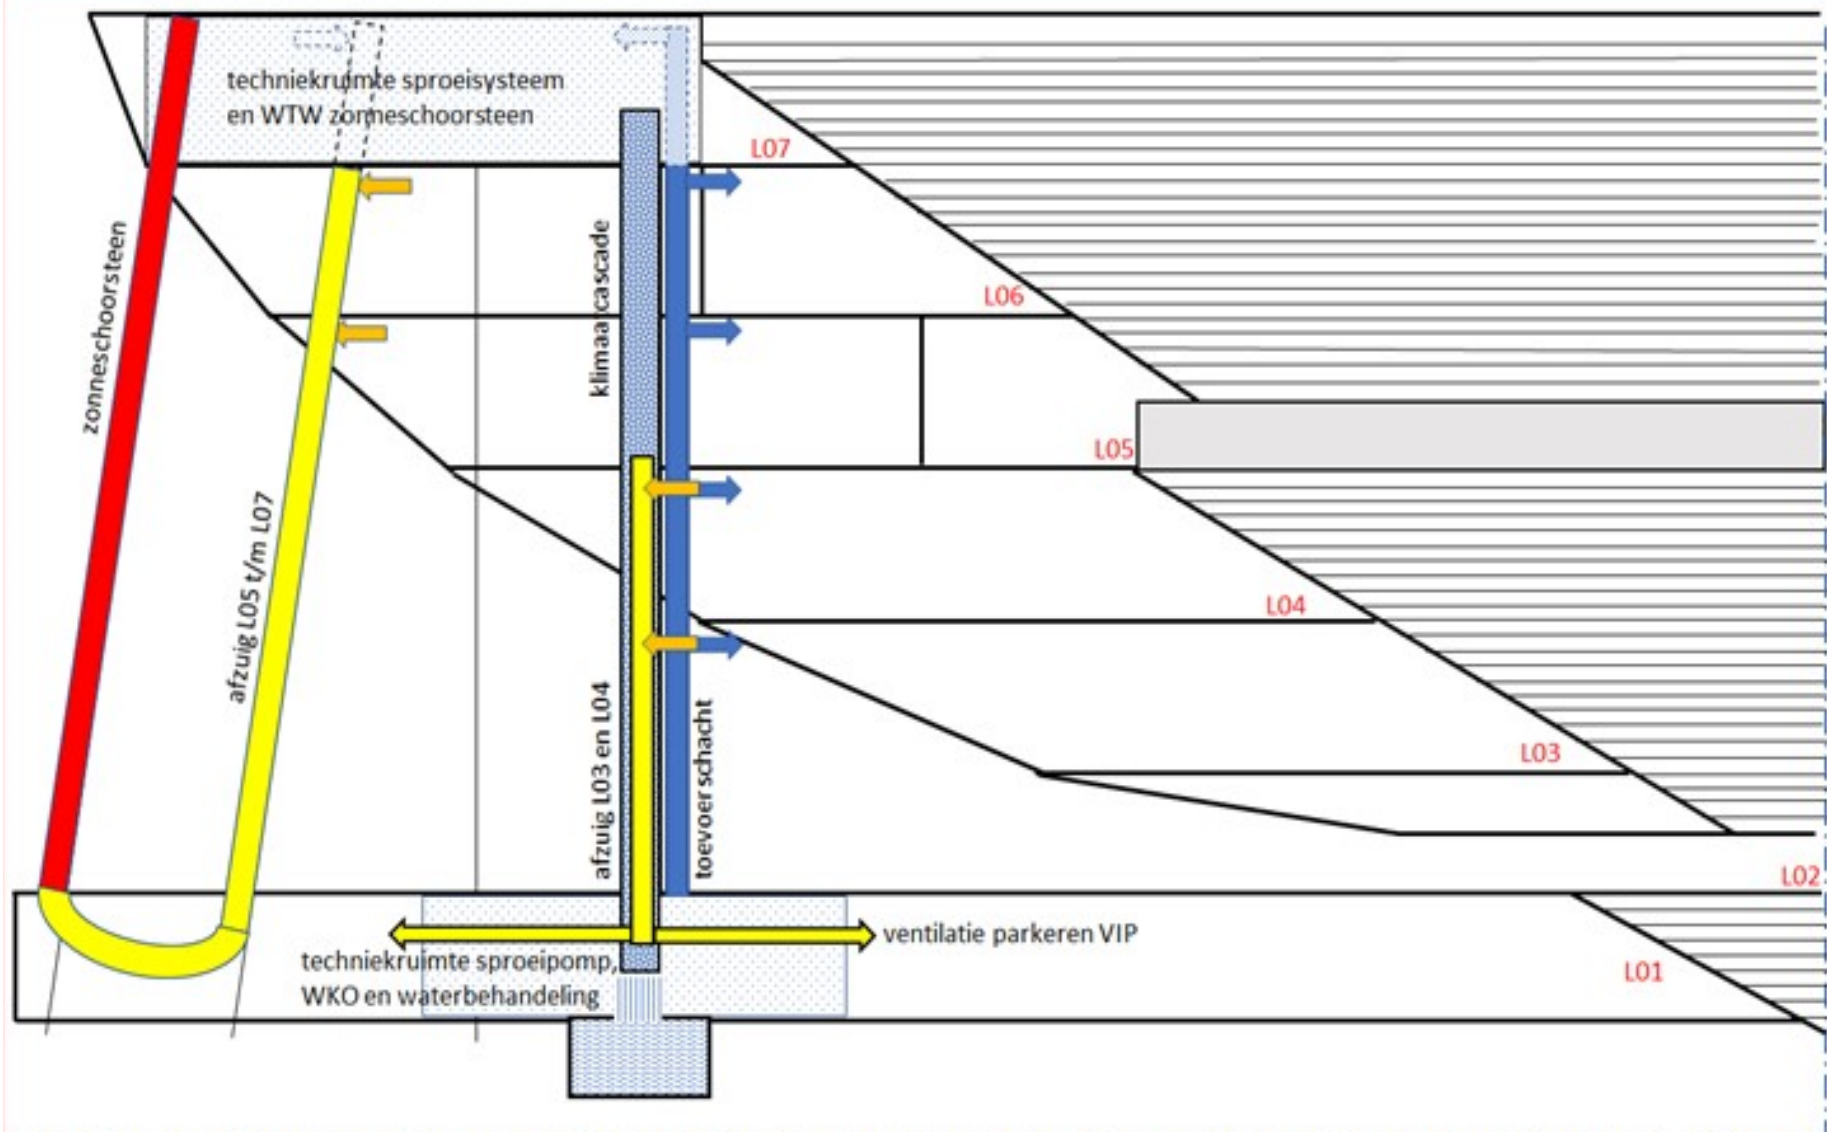 techniekruimte sproeisysteem
en WTW zonneschoorsteen
L07
zonneschoorsteen
klimaatcascade
L06
L05
afzuig L05 t/m L07
L04
afzuig L03 en L04
toevoer schacht
L03
L02
ventilatie parkeren VIP
techniekruimte sproeipomp,
WKO en waterbehandeling
L01